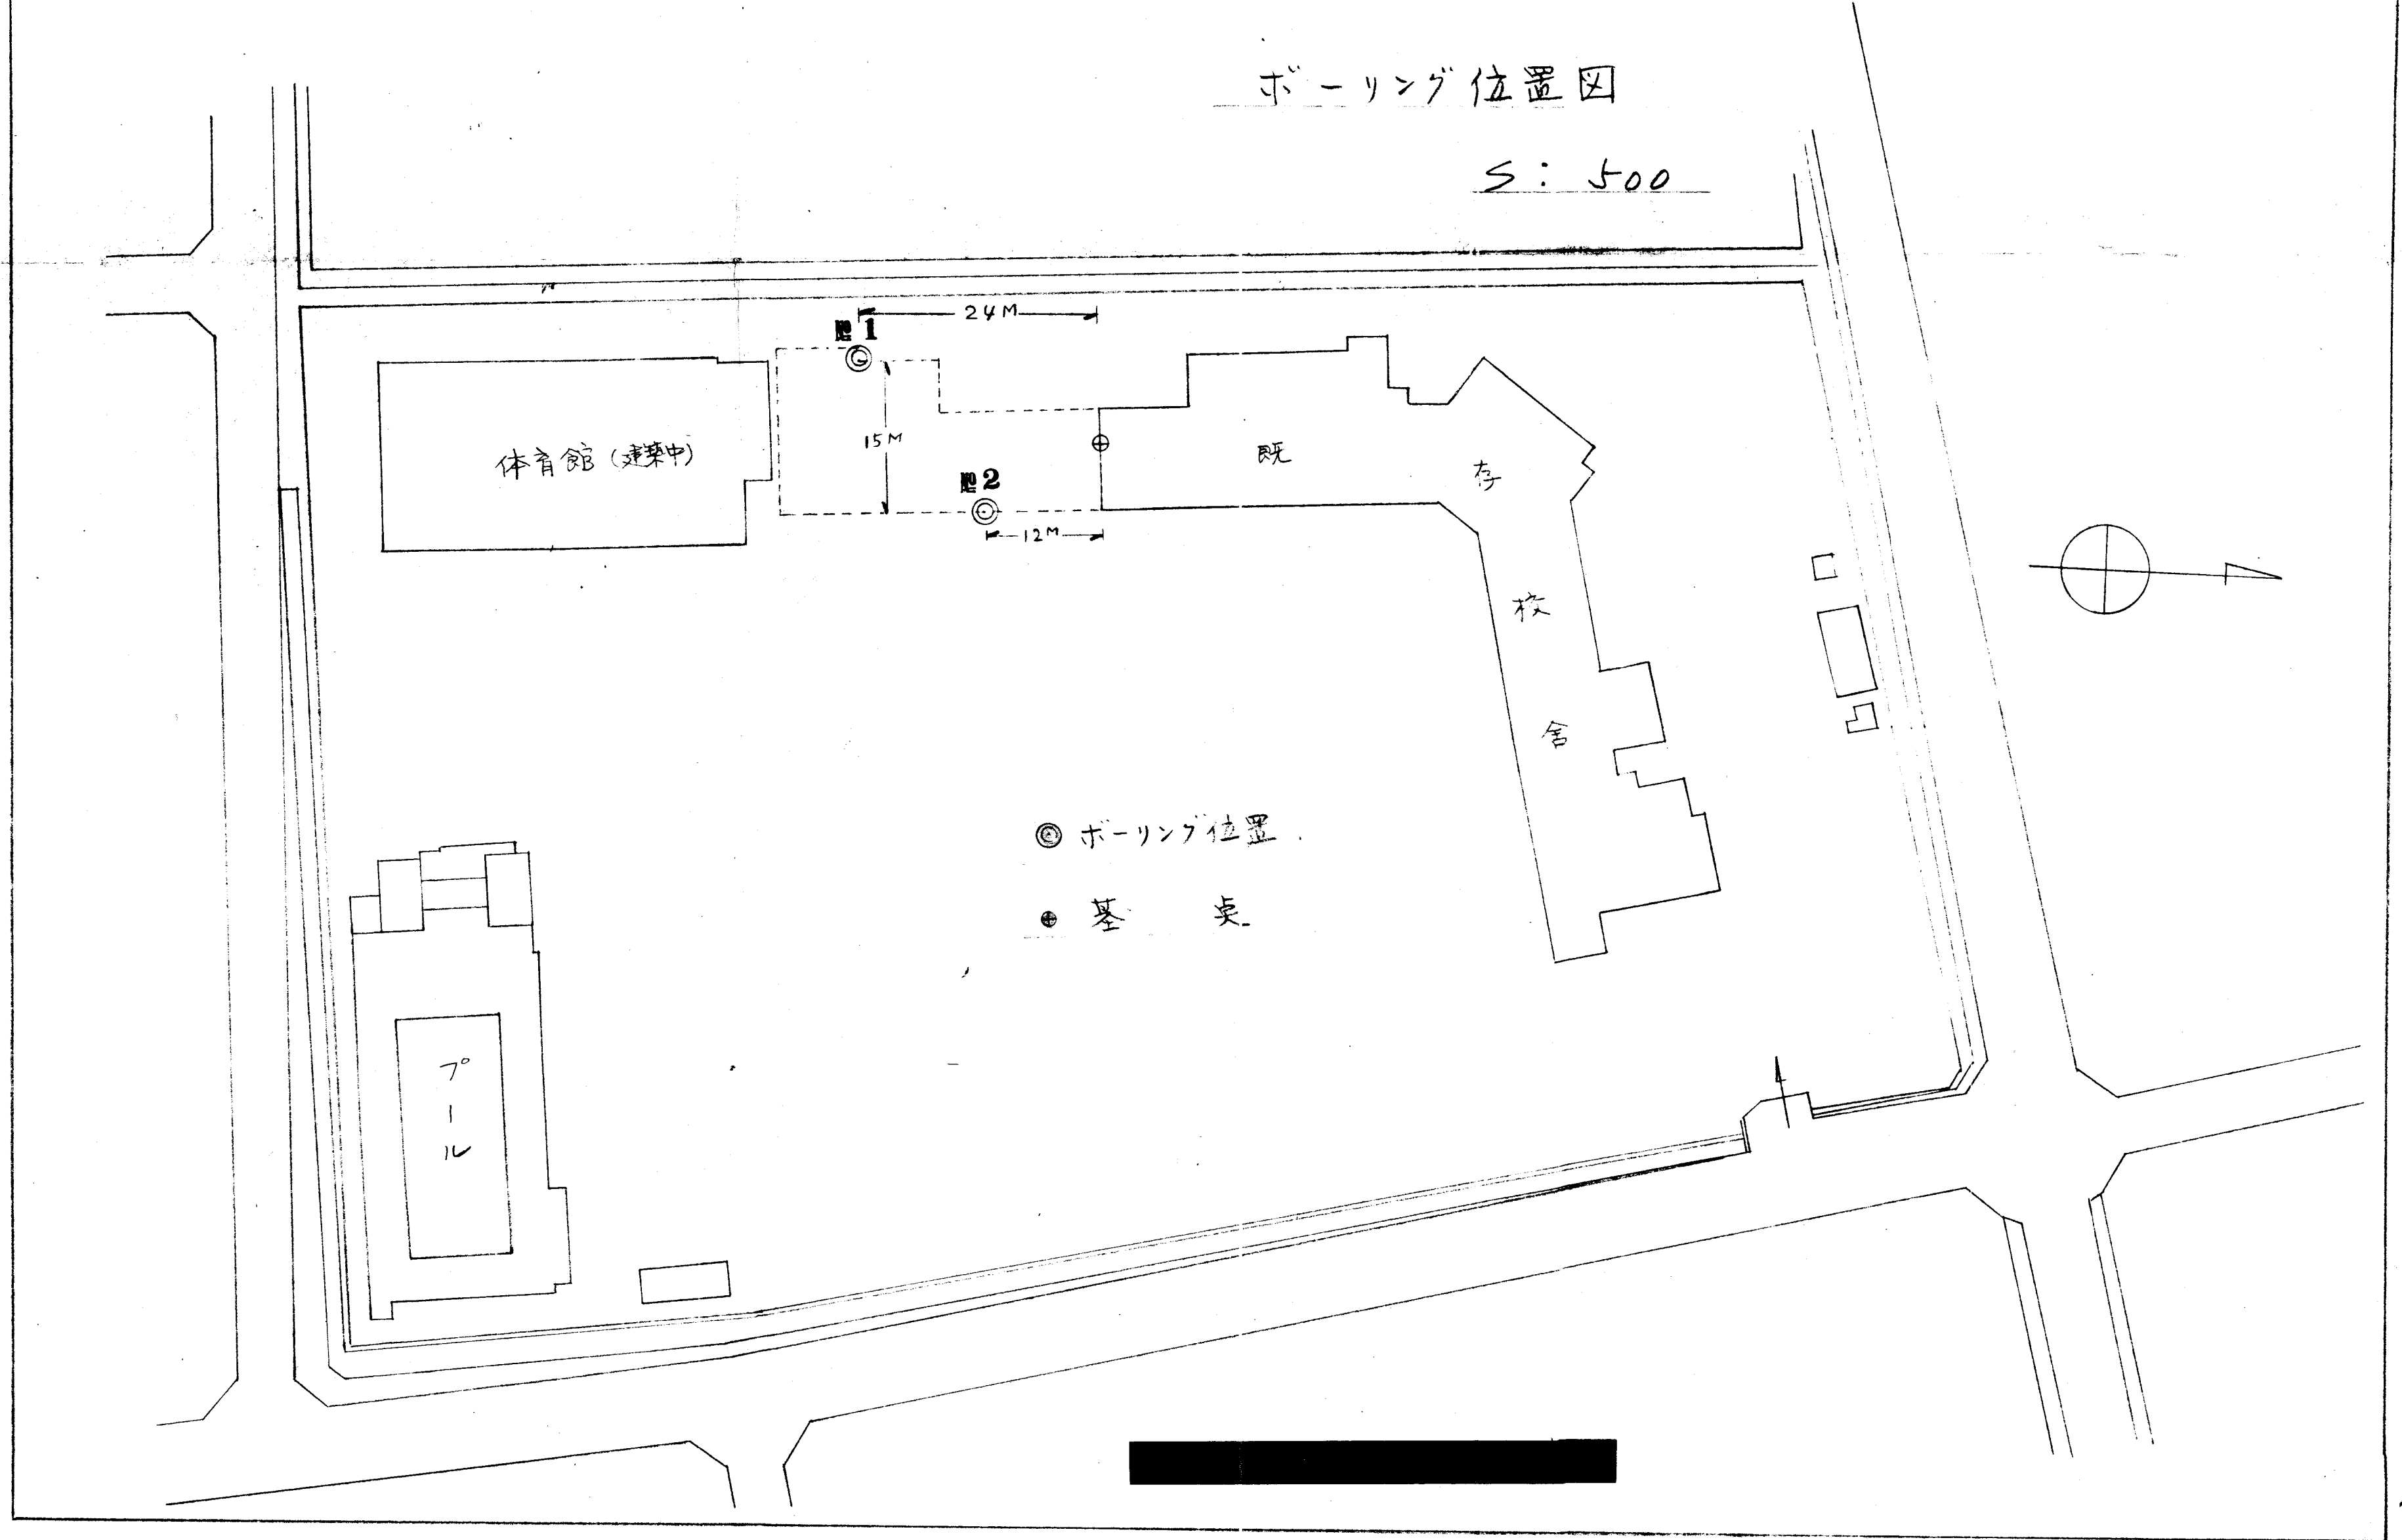 ボーリング位置図
S: 500
24M
№1
15M
体育館(建築中)
№2
12M
既存校舎
◎ ボーリング位置
⊕ 基 点
プール